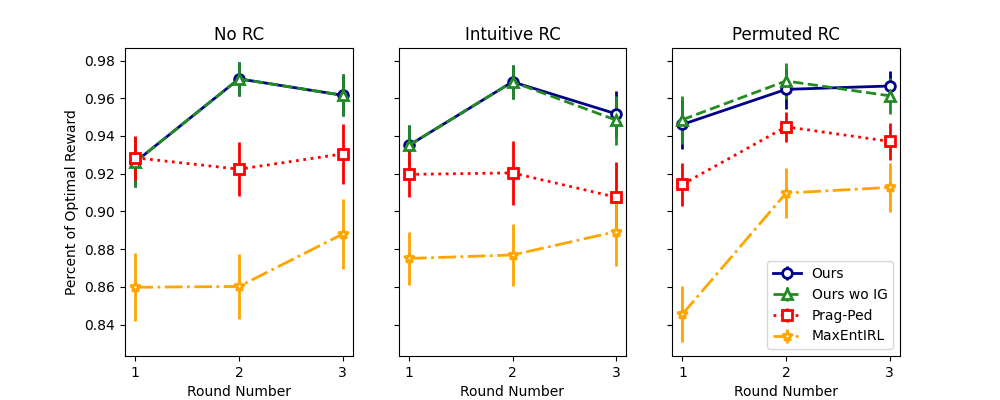 No RC
Intuitive RC
Permuted RC
Percent of Optimal Reward
0.98
0.96
0.94
0.92
0.90
0.88
0.86
0.84
1 2 3
1 2 3
1 2 3
Round Number
Round Number
Round Number
Ours
Ours wo IG
Prag-Ped
MaxEntIRL